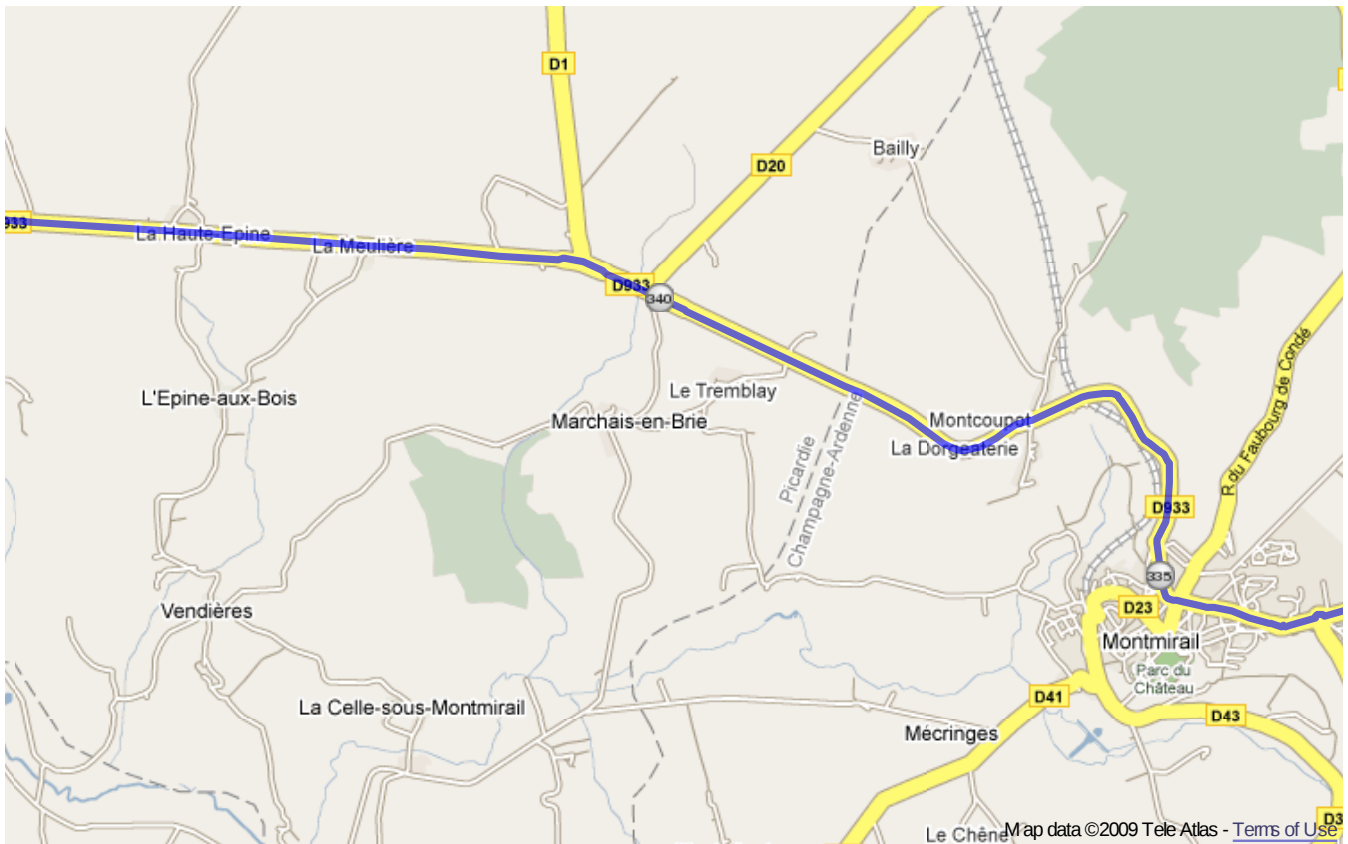 D1
D20
Bailly
933
La Haute-Epine
La Meulière
D933
340
R du Faubourg de Condé
L'Epine-aux-Bois
Le Tremblay
Marchais-en-Brie
Montcoupot
La Dorgeaterie
Picardie
Champagne-Ardenne
D933
335
D23
Vendières
Montmirail
Parc du
Château
La Celle-sous-Montmirail
D41
D43
Mécringes
Le Chêne
Map data ©2009 Tele Atlas - Terms of Use